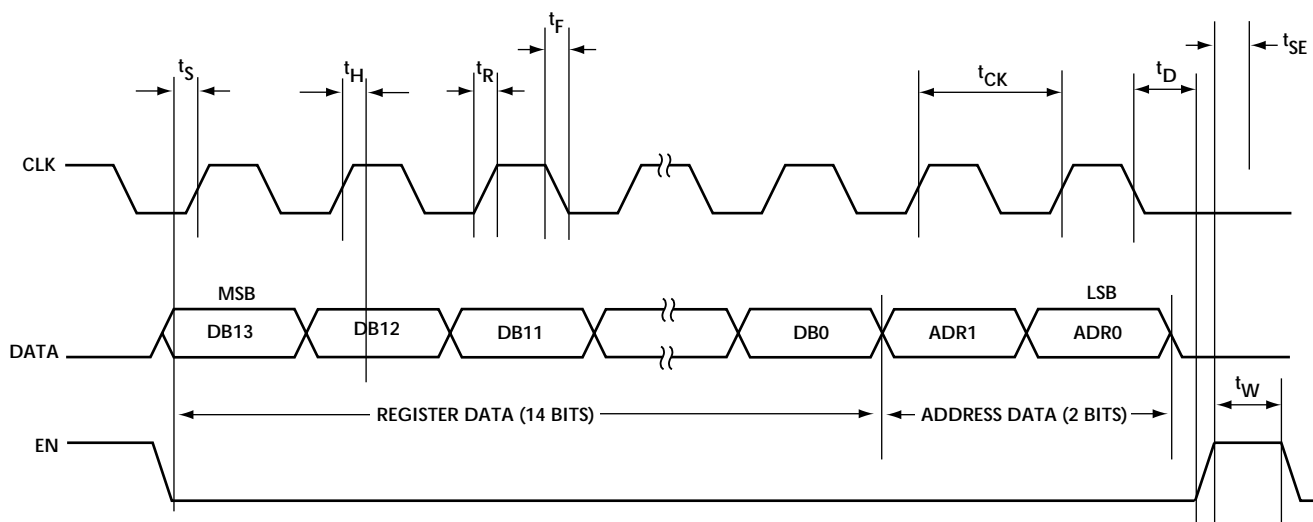 tF
tSE
tS
tH
tR
tCK
tD
CLK
MSB
LSB
DB13
DB12
DB11
DB0
ADR1
ADR0
DATA
tW
REGISTER DATA (14 BITS)
ADDRESS DATA (2 BITS)
EN